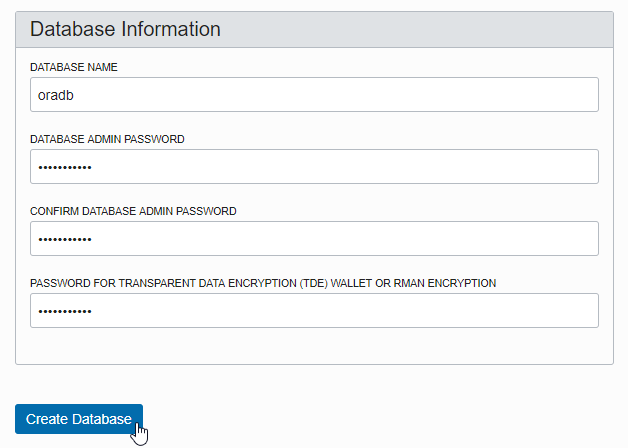 Database Information
DATABASE NAME
oradb
DATABASE ADMIN PASSWORD
•••••••••••
CONFIRM DATABASE ADMIN PASSWORD
•••••••••••
PASSWORD FOR TRANSPARENT DATA ENCRYPTION (TDE) WALLET OR RMAN ENCRYPTION
•••••••••••
Create Database